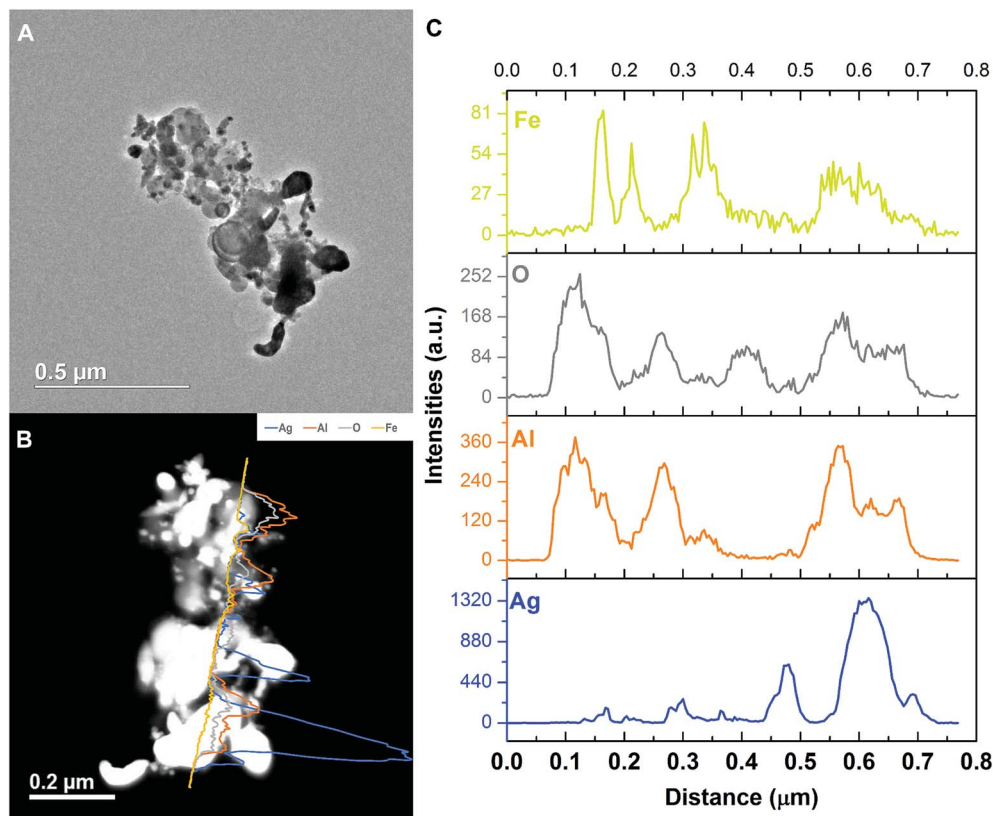 A
0.5 µm
B
Ag Al O Fe
0.2 µm
C
0.0 0.1 0.2 0.3 0.4 0.5 0.6 0.7 0.8
Fe
81
54
27
0
O
252
168
84
0
Al
360
240
120
0
Ag
1320
880
440
0
Intensities (a.u.)
0.0 0.1 0.2 0.3 0.4 0.5 0.6 0.7 0.8
Distance (µm)